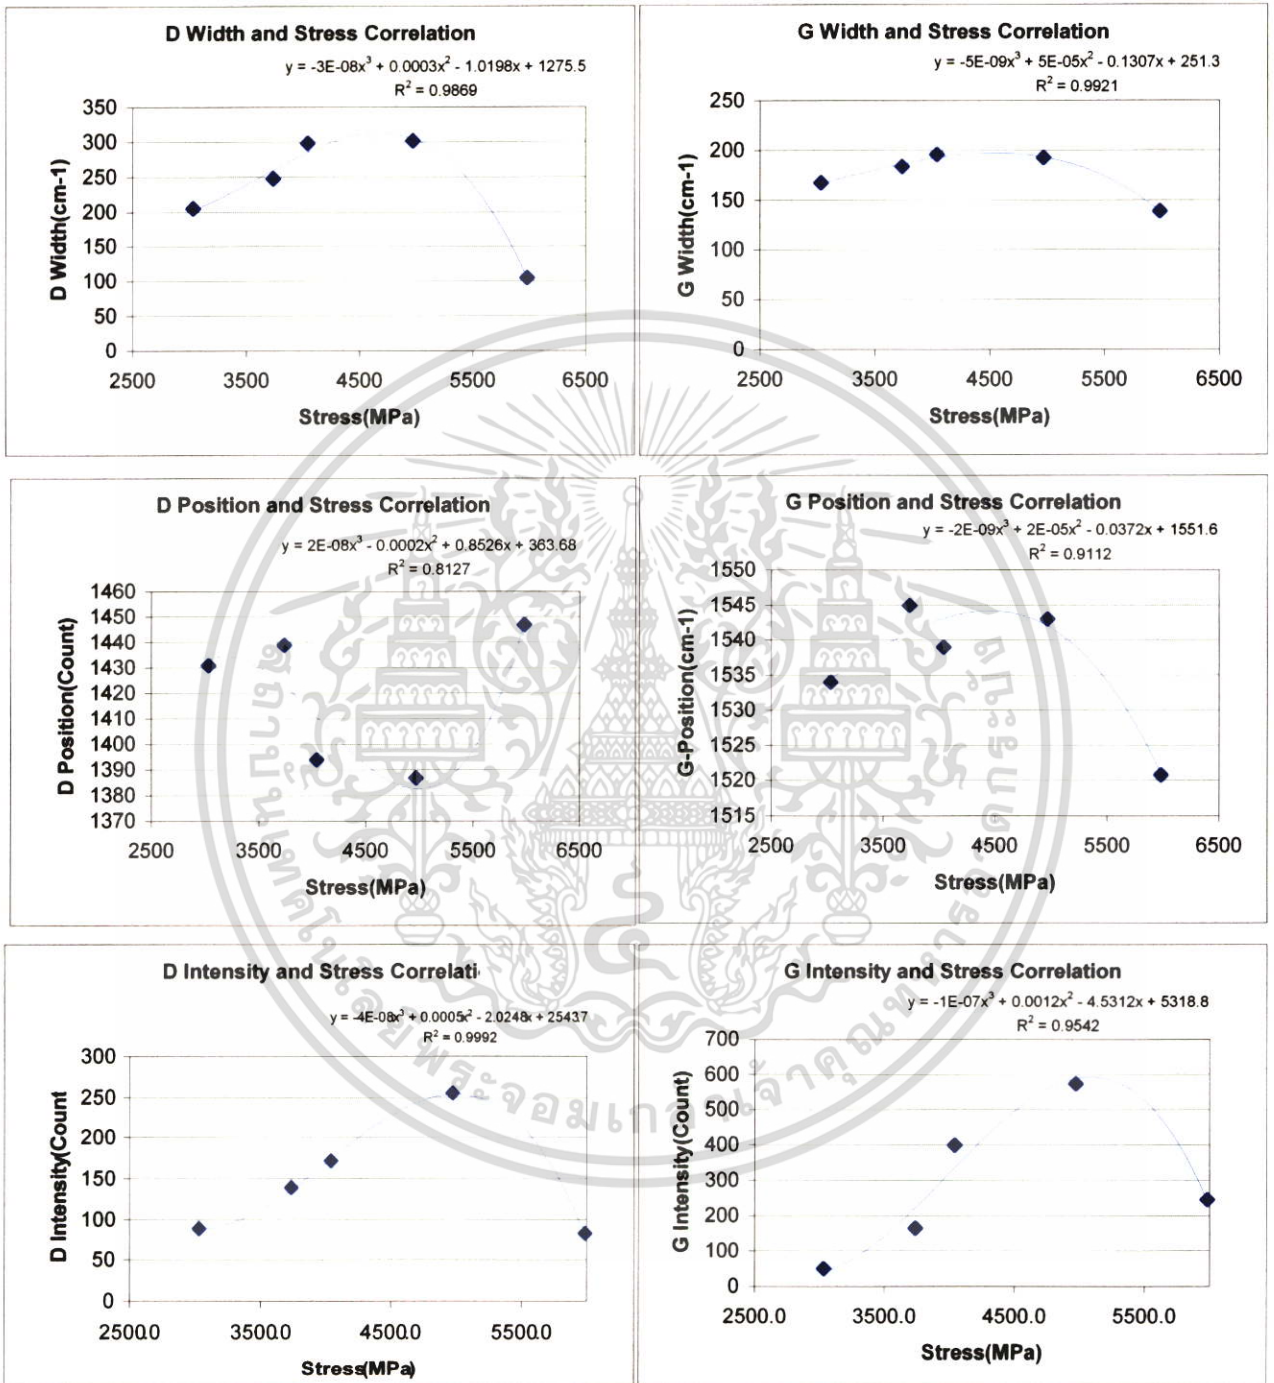 D Width and Stress Correlation
y = -3E-08x³ + 0.0003x² - 1.0198x + 1275.5
R² = 0.9869
350
300
250
200
150
100
50
0
D Width(cm-1)
2500 3500 4500 5500 6500
Stress(MPa)
G Width and Stress Correlation
y = -5E-09x³ + 5E-05x² - 0.1307x + 251.3
R² = 0.9921
250
200
150
100
50
0
G Width(cm-1)
2500 3500 4500 5500 6500
Stress(MPa)
D Position and Stress Correlation
y = 2E-08x³ - 0.0002x² + 0.8526x + 363.68
R² = 0.8127
1460
1450
1440
1430
1420
1410
1400
1390
1380
1370
D Position(Count)
2500 3500 4500 5500 6500
Stress(MPa)
G Position and Stress Correlation
y = -2E-09x³ + 2E-05x² - 0.0372x + 1551.6
R² = 0.9112
1550
1545
1540
1535
1530
1525
1520
1515
G-Position(cm-1)
2500 3500 4500 5500 6500
Stress(MPa)
D Intensity and Stress Correlati
y = -4E-08x³ + 0.0005x² - 2.0248x + 25437
R² = 0.9992
300
250
200
150
100
50
0
D Intensity(Count
2500.0 3500.0 4500.0 5500.0
Stress(MPa)
G Intensity and Stress Correlation
y = -1E-07x³ + 0.0012x² - 4.5312x + 5318.8
R² = 0.9542
700
600
500
400
300
200
100
0
G Intensity(Count)
2500.0 3500.0 4500.0 5500.0
Stress(MPa)